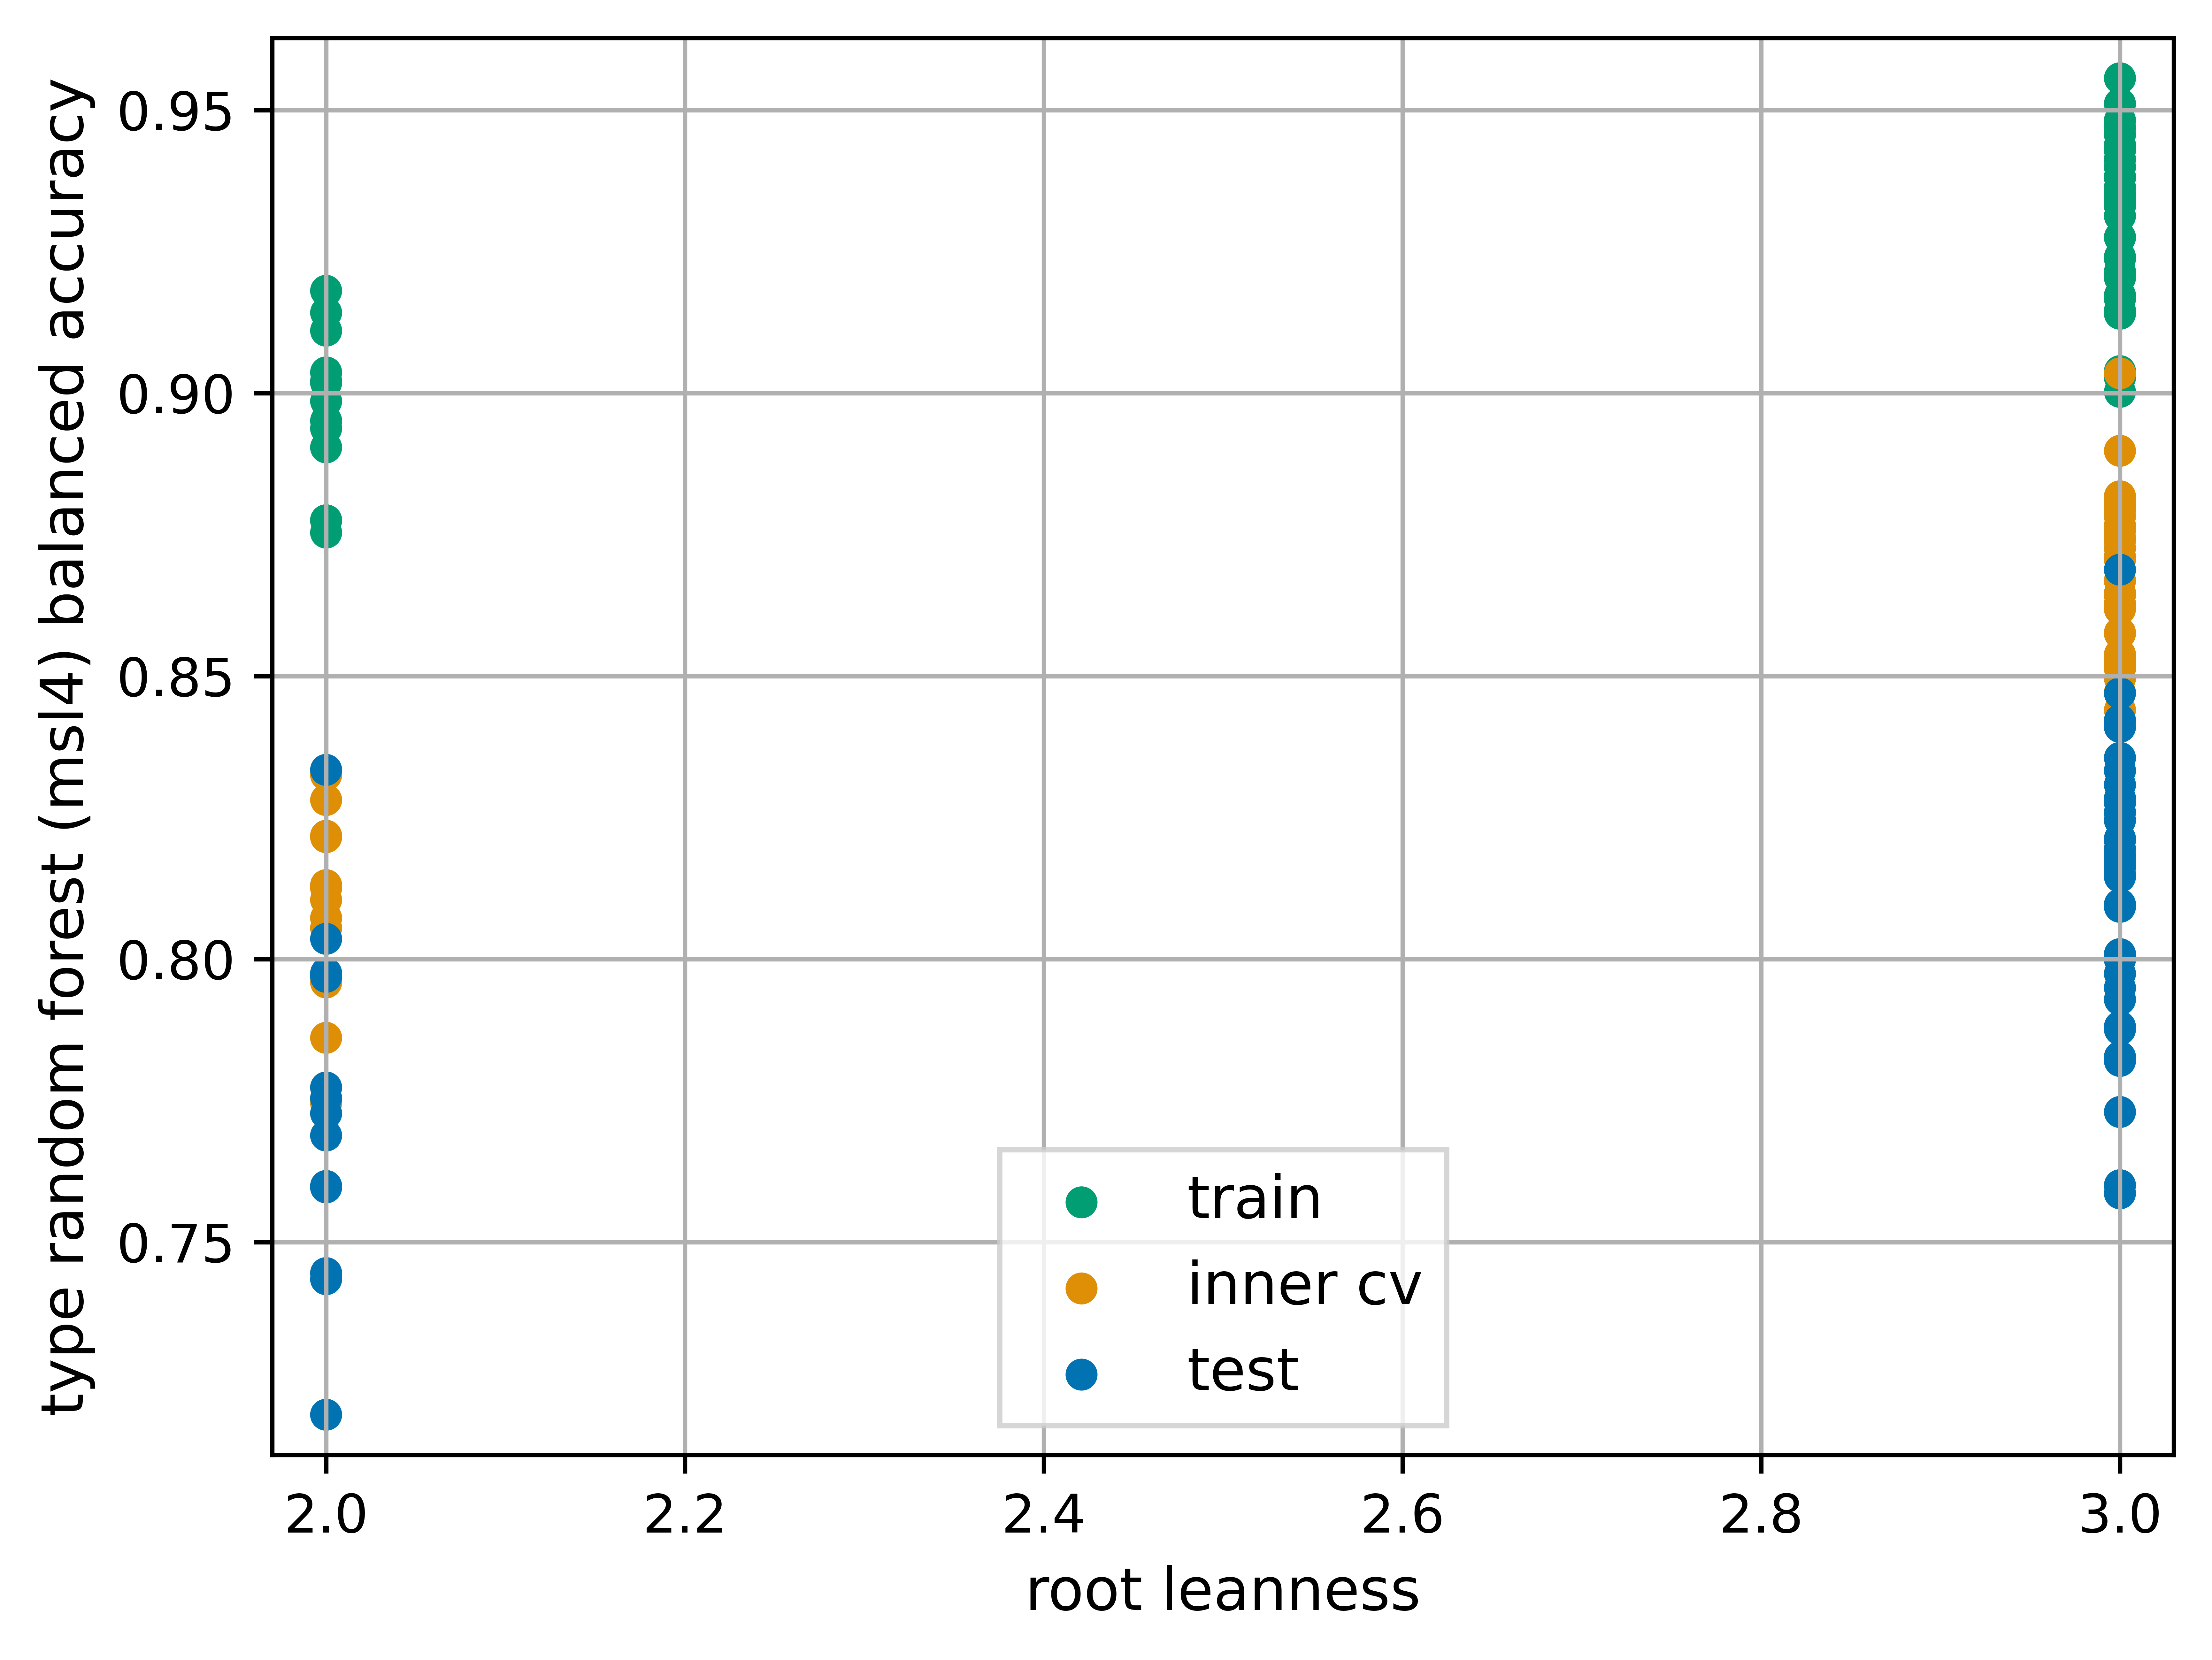 type random forest (msl4) balanced accuracy
0.95
0.90
0.85
0.80
0.75
train
inner cv
test
2.0 2.2 2.4 2.6 2.8 3.0
root leanness